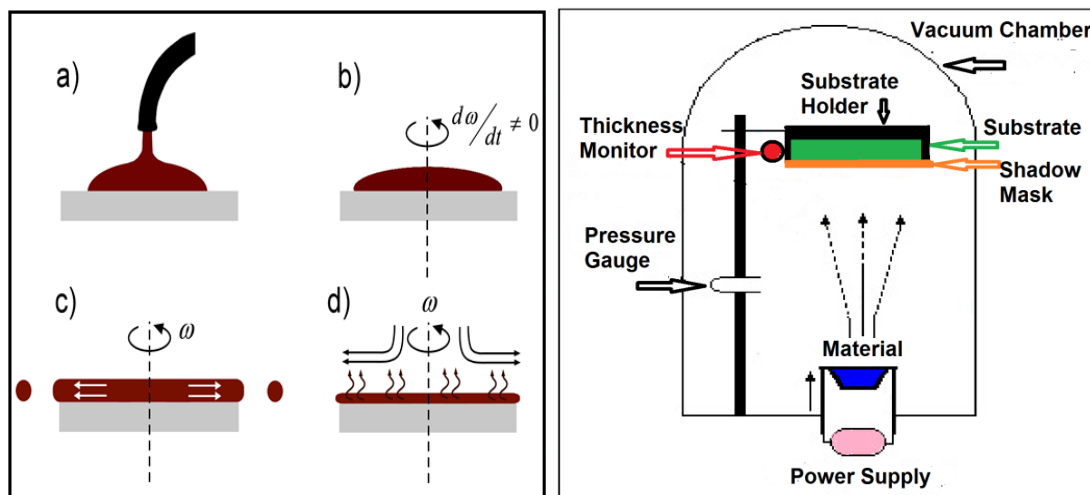 a)
b)
dω/dt ≠ 0
c)
ω
d)
ω
Vacuum Chamber
Substrate
Holder
Thickness
Monitor
Substrate
Shadow
Mask
Pressure
Gauge
Material
Power Supply